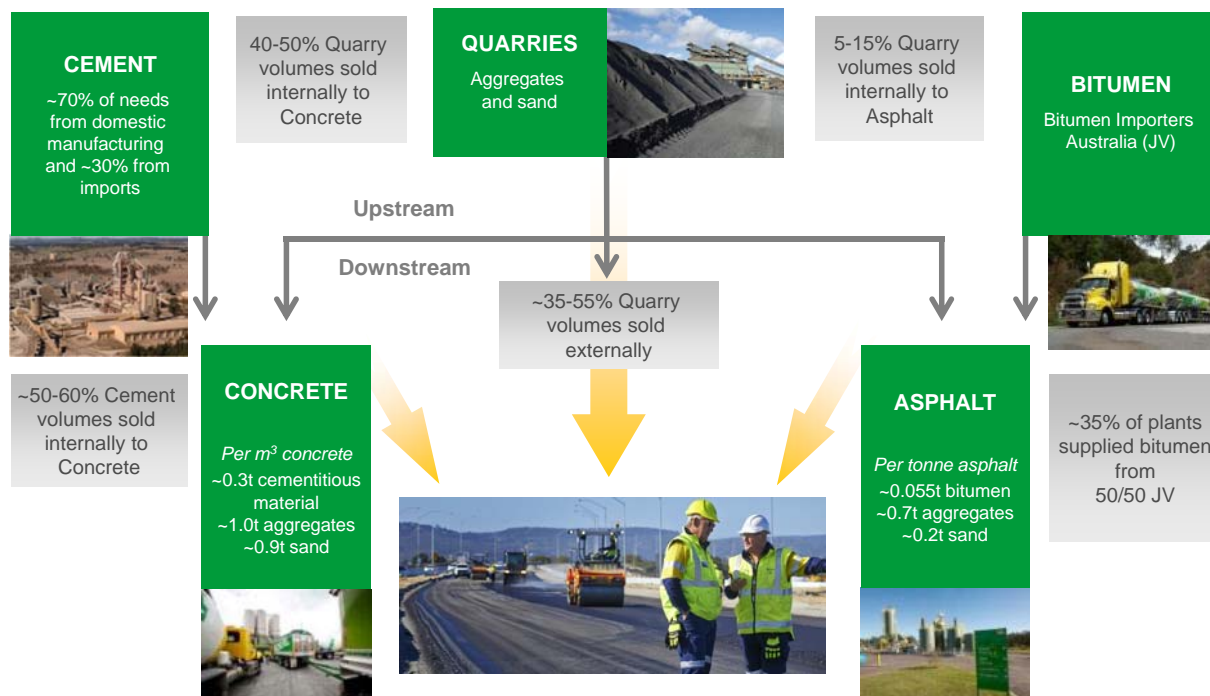 CEMENT
~70% of needs
from domestic
manufacturing
and ~30% from
imports
40-50% Quarry
volumes sold
internally to
Concrete
QUARRIES
Aggregates
and sand
5-15% Quarry
volumes sold
internally to
Asphalt
BITUMEN
Bitumen Importers
Australia (JV)
Upstream
Downstream
~35-55% Quarry
volumes sold
externally
~50-60% Cement
volumes sold
internally to
Concrete
CONCRETE
Per m³ concrete
~0.3t cementitious
material
~1.0t aggregates
~0.9t sand
ASPHALT
Per tonne asphalt
~0.055t bitumen
~0.7t aggregates
~0.2t sand
~35% of plants
supplied bitumen
from
50/50 JV